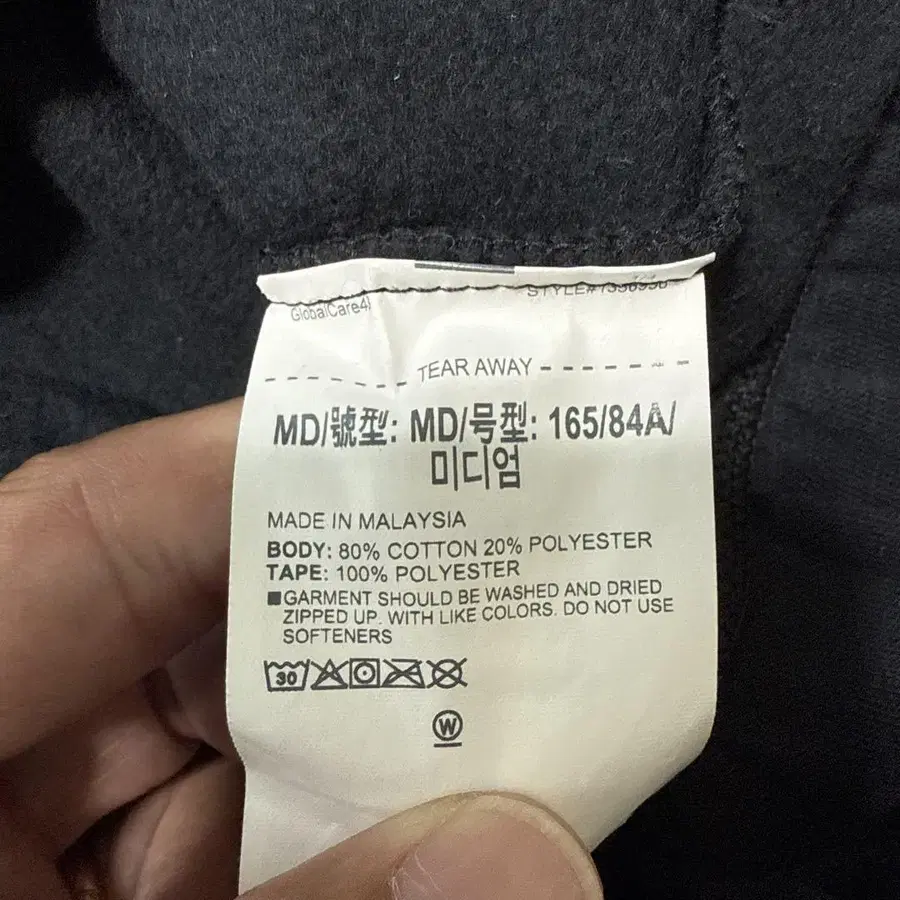 GlobalCare4
STYLE#
TEAR AWAY
MD/號型: MD/号型: 165/84A/
미디엄
MADE IN MALAYSIA
BODY: 80% COTTON 20% POLYESTER
TAPE: 100% POLYESTER
■GARMENT SHOULD BE WASHED AND DRIED
ZIPPED UP. WITH LIKE COLORS. DO NOT USE
SOFTENERS
30
W